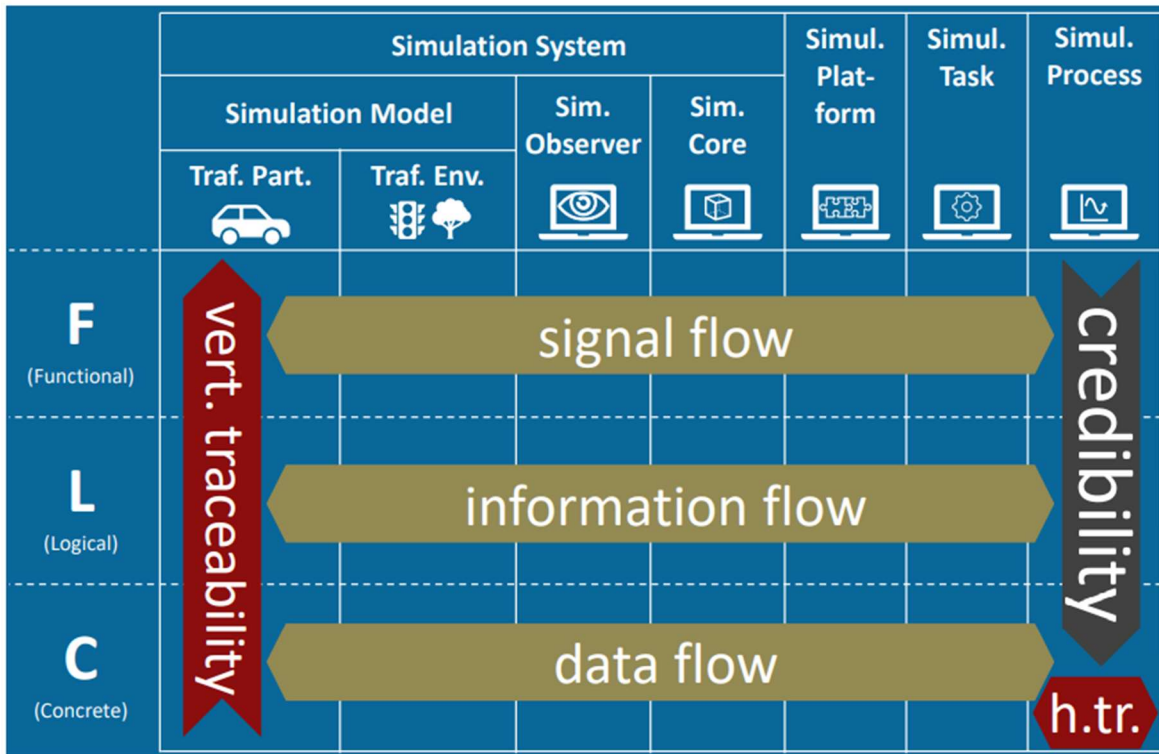 Simulation System
Simul.
Plat-
form
Simul.
Task
Simul.
Process
Simulation Model
Sim.
Observer
Sim.
Core
Traf. Part.
Traf. Env.
F
(Functional)
signal flow
L
(Logical)
information flow
C
(Concrete)
data flow
vert. traceability
credibility
h.tr.